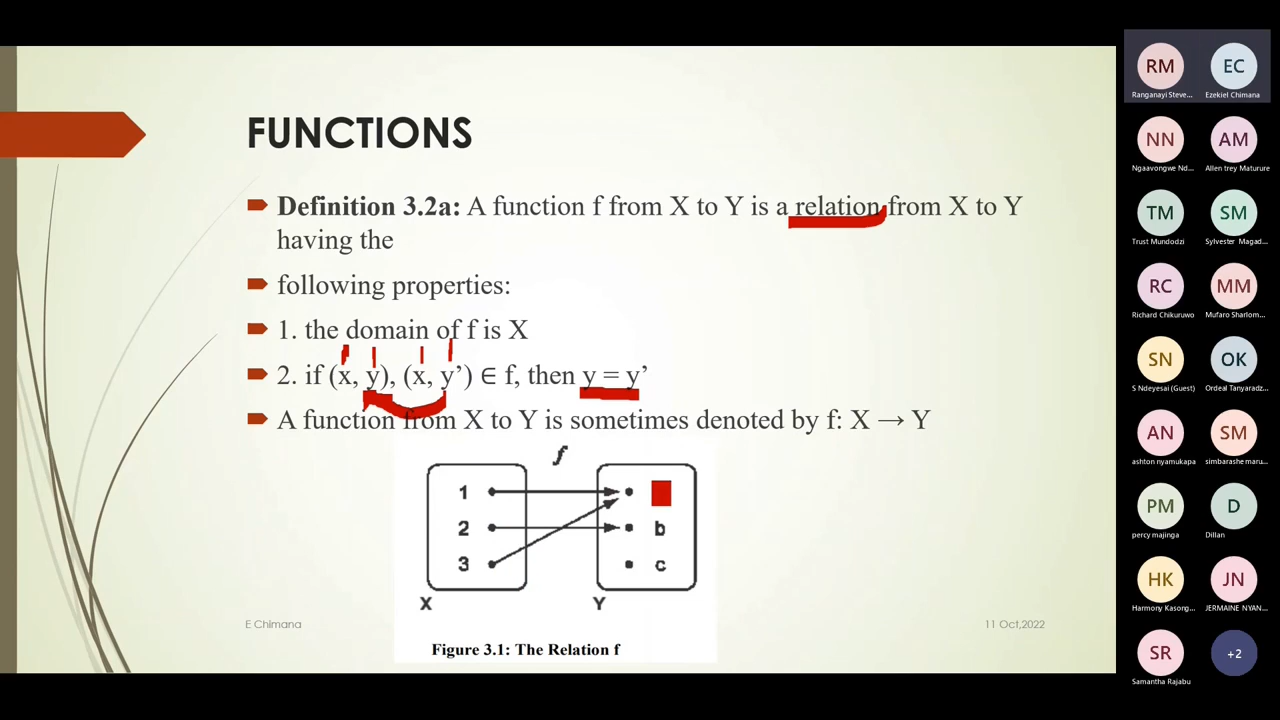 FUNCTIONS
Definition 3.2a: A function f from X to Y is a relation from X to Y
having the
following properties:
1. the domain of f is X
2. if (x, y), (x, y’) ∈ f, then y = y’
A function from X to Y is sometimes denoted by f: X → Y
f
1
2 b
3 c
X Y
Figure 3.1: The Relation f
E Chimana 11 Oct,2022
RM EC
Ranganayi Steve... Ezekiel Chimana
NN AM
Ngaavongwe Nd... Allen trey Maturure
TM SM
Trust Mundodzi Sylvester Magad...
RC MM
Richard Chikuruwo Mufaro Sharlom...
SN OK
S Ndeyesai (Guest) Ordeal Tanyaradz...
AN SM
ashton nyamukapa simbarashe maru...
PM D
percy majinga Dillan
HK JN
Harmony Kasong... JERMAINE NYAN...
SR +2
Samantha Rajabu